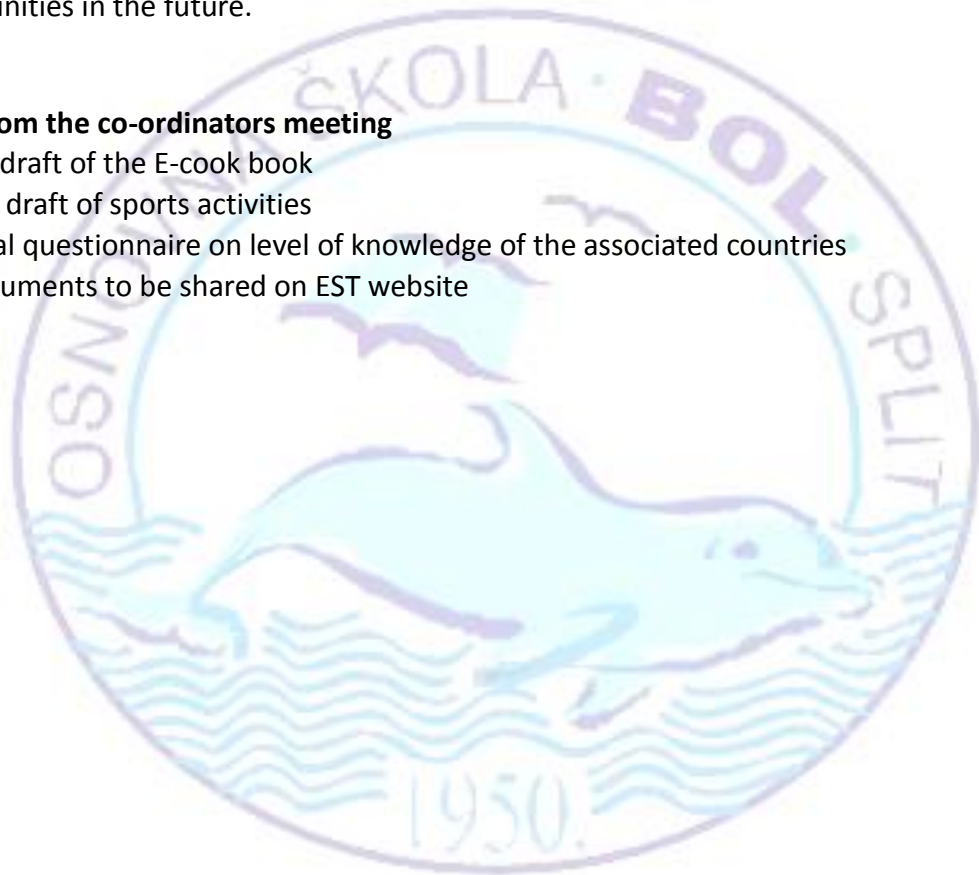 unities in the future.
om the co-ordinators meeting
draft of the E-cook book
draft of sports activities
al questionnaire on level of knowledge of the associated countries
uments to be shared on EST website
OSNOVNA ŠKOLA · BOL · SPLIT
1950.